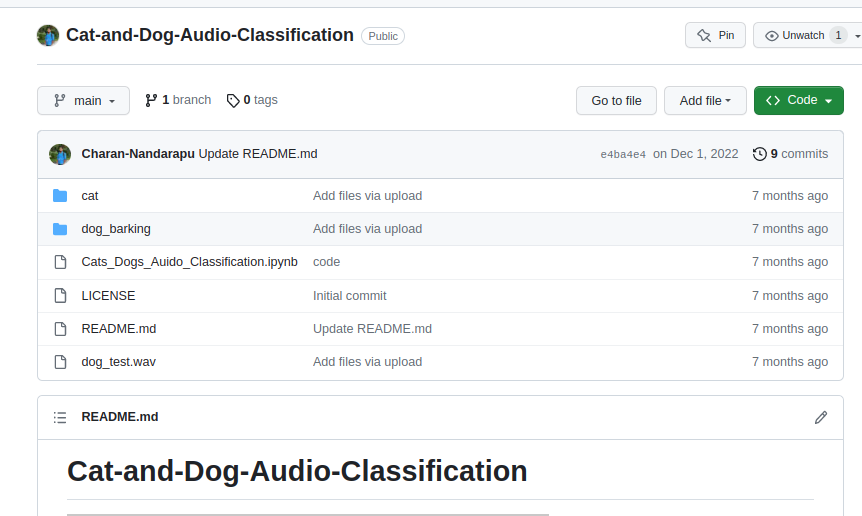 Cat-and-Dog-Audio-Classification Public Pin Unwatch 1
main 1 branch 0 tags Go to file Add file Code
Charan-Nandarapu Update README.md e4ba4e4 on Dec 1, 2022 9 commits
cat Add files via upload 7 months ago
dog_barking Add files via upload 7 months ago
Cats_Dogs_Auido_Classification.ipynb code 7 months ago
LICENSE Initial commit 7 months ago
README.md Update README.md 7 months ago
dog_test.wav Add files via upload 7 months ago
README.md
Cat-and-Dog-Audio-Classification